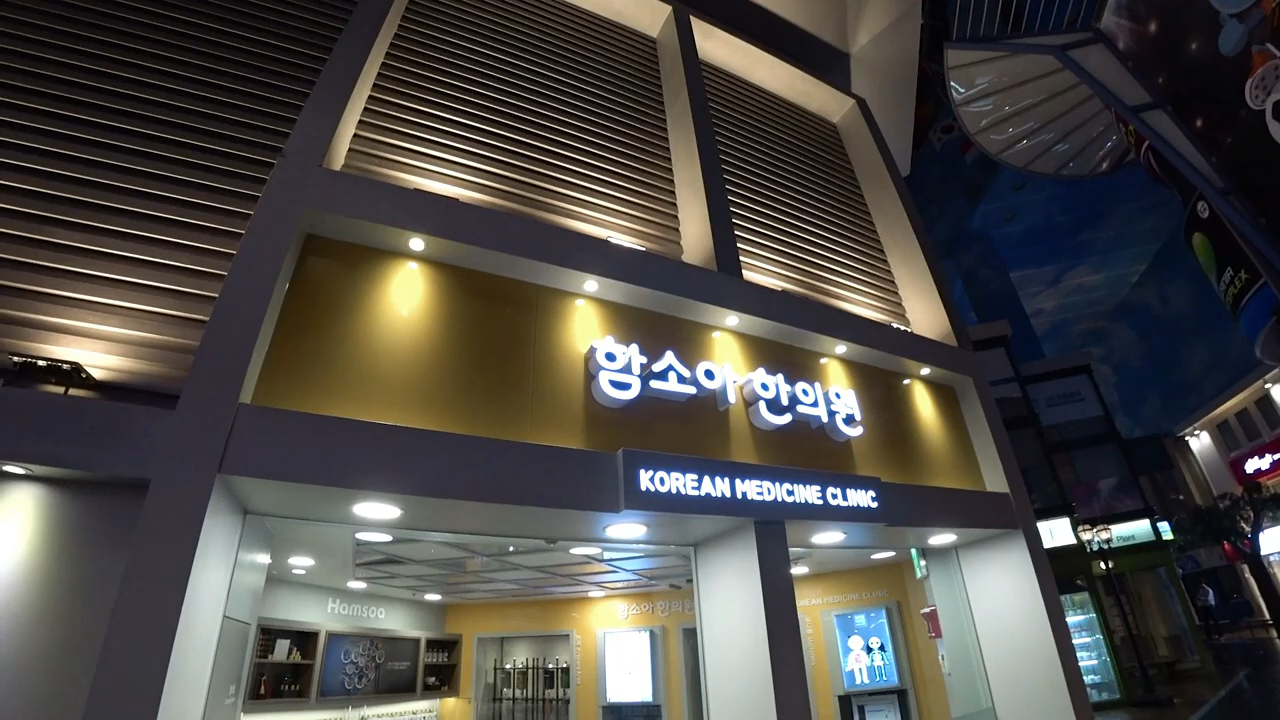 함소아 한의원
KOREAN MEDICINE CLINIC
Hamsoa
함소아 한의원
KOREAN MEDICINE CLINIC
Plant